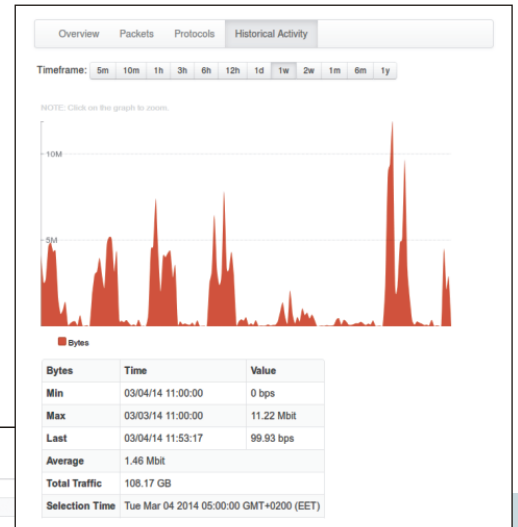 Overview Packets Protocols Historical Activity
Timeframe: 5m 10m 1h 3h 6h 12h 1d 1w 2w 1m 6m 1y
NOTE: Click on the graph to zoom.
10M
5M
Bytes
Bytes Time Value
Min 03/04/14 11:00:00 0 bps
Max 03/03/14 11:00:00 11.22 Mbit
Last 03/04/14 11:53:17 99.93 bps
Average 1.46 Mbit
Total Traffic 108.17 GB
Selection Time Tue Mar 04 2014 05:00:00 GMT+0200 (EET)